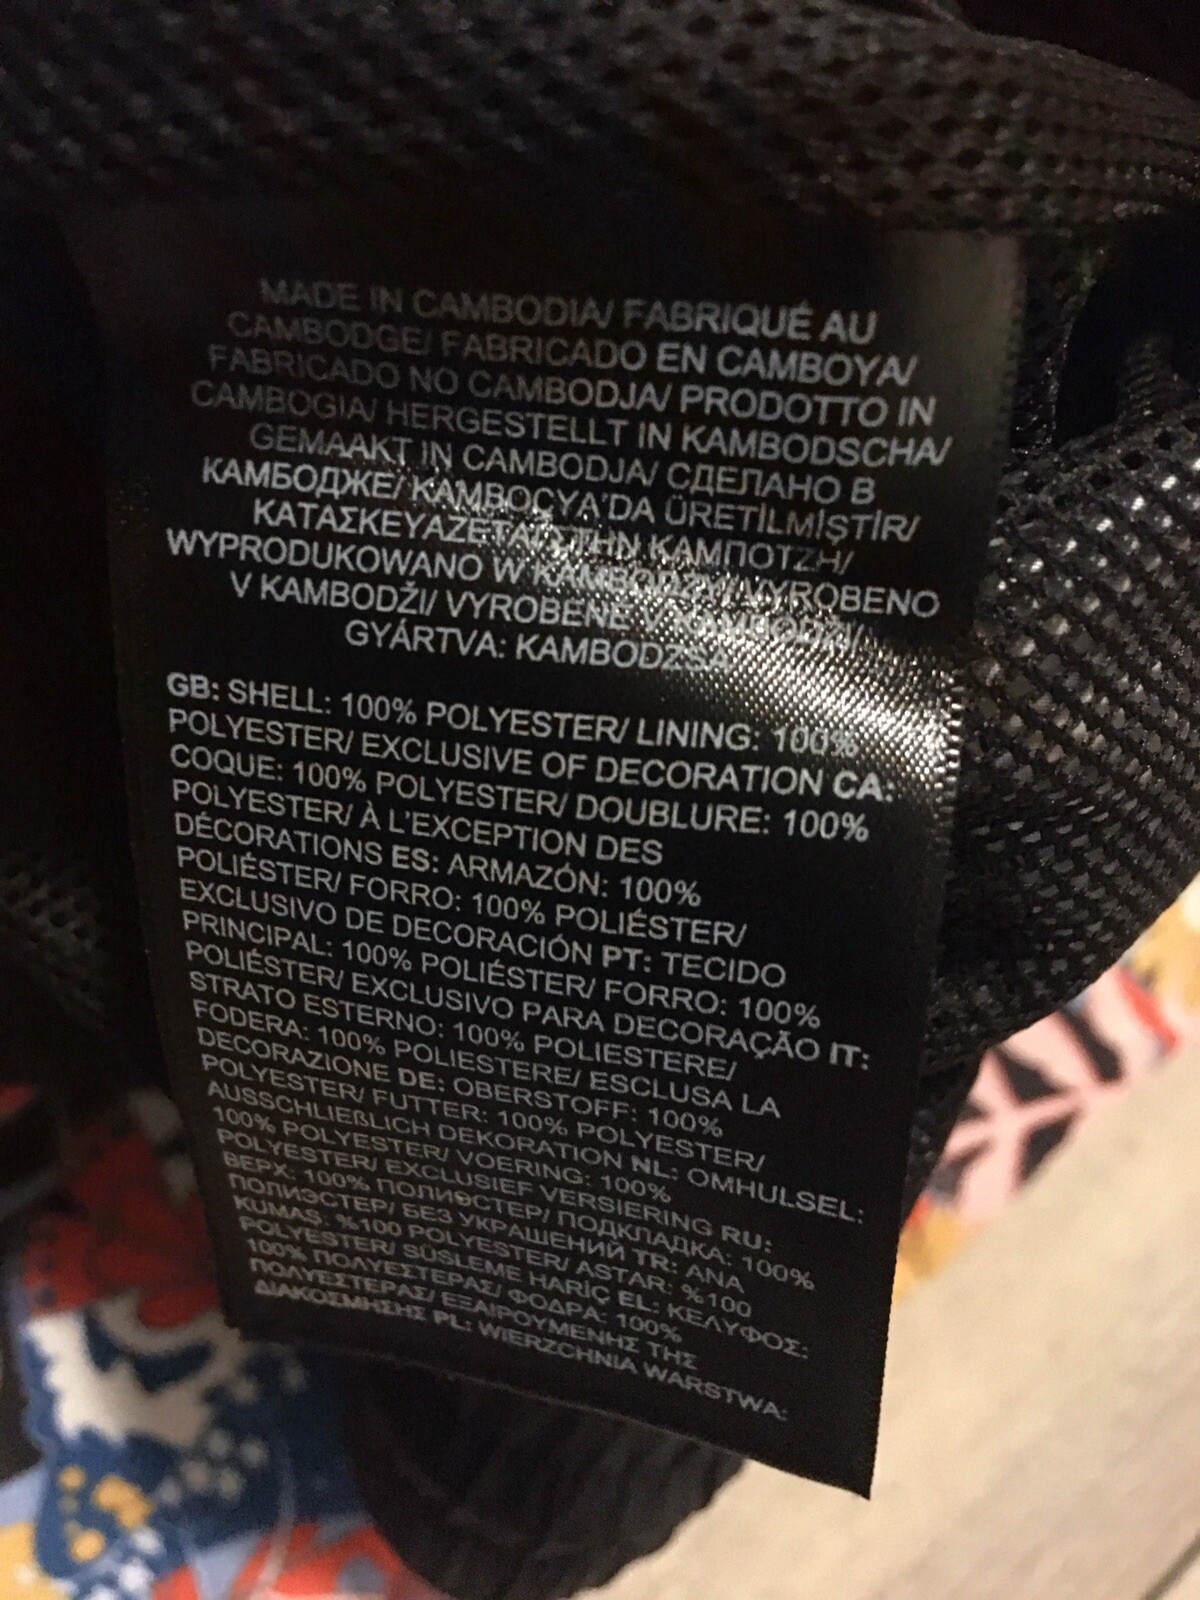 MADE IN CAMBODIA/ FABRIQUÉ AU
CAMBODGE/ FABRICADO EN CAMBOYA/
FABRICADO NO CAMBODJA/ PRODOTTO IN
CAMBOGIA/ HERGESTELLT IN KAMBODSCHA/
GEMAAKT IN CAMBODJA/ СДЕЛАНО В
КАМБОДЖЕ/ KAMBOÇYA'DA ÜRETİLMİŞTİR/
ΚΑΤΑΣΚΕΥΑΖΕΤΑΙ ΣΤΗΝ ΚΑΜΠΟΤΖΗ/
WYPRODUKOWANO W KAMBODŻY/ VYROBENO
V KAMBODŽI/ VYROBENÉ V KAMBODŽI/
GYÁRTVA: KAMBODZSA
GB: SHELL: 100% POLYESTER/ LINING: 100%
POLYESTER/ EXCLUSIVE OF DECORATION CA:
COQUE: 100% POLYESTER/ DOUBLURE: 100%
POLYESTER/ À L'EXCEPTION DES
DÉCORATIONS ES: ARMAZÓN: 100%
POLIÉSTER/ FORRO: 100% POLIÉSTER/
EXCLUSIVO DE DECORACIÓN PT: TECIDO
PRINCIPAL: 100% POLIÉSTER/ FORRO: 100%
POLIÉSTER/ EXCLUSIVO PARA DECORAÇÃO IT:
STRATO ESTERNO: 100% POLIESTERE/
FODERA: 100% POLIESTERE/ ESCLUSA LA
DECORAZIONE DE: OBERSTOFF: 100%
POLYESTER/ FUTTER: 100% POLYESTER/
AUSSCHLIEßLICH DEKORATION NL: OMHULSEL:
100% POLYESTER/ VOERING: 100%
POLYESTER/ EXCLUSIEF VERSIERING RU:
ВЕРХ: 100% ПОЛИЭСТЕР/ ПОДКЛАДКА: 100%
ПОЛИЭСТЕР/ БЕЗ УКРАШЕНИЙ TR: ANA
KUMAŞ: %100 POLYESTER/ ASTAR: %100
POLYESTER/ SÜSLEME HARİÇ EL: ΚΕΛΥΦΟΣ:
100% ΠΟΛΥΕΣΤΕΡΑΣ/ ΦΟΔΡΑ: 100%
ΠΟΛΥΕΣΤΕΡΑΣ/ ΕΞΑΙΡΟΥΜΕΝΗΣ ΤΗΣ
ΔΙΑΚΟΣΜΗΣΗΣ PL: WIERZCHNIA WARSTWA: